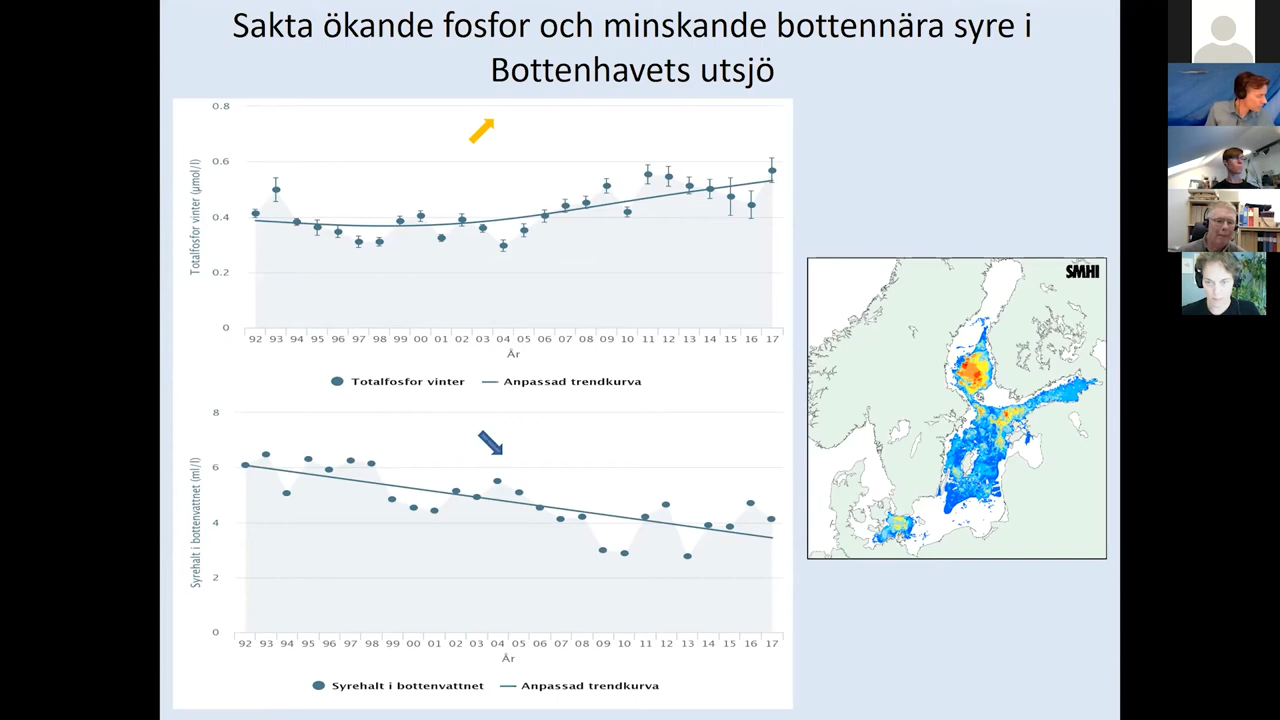 Sakta ökande fosfor och minskande bottennära syre i
Bottenhavets utsjö
0.8
0.6
0.4
0.2
0
Totalfosfor vinter (µmol/l)
92 93 94 95 96 97 98 99 00 01 02 03 04 05 06 07 08 09 10 11 12 13 14 15 16 17
År
Totalfosfor vinter
Anpassad trendkurva
8
6
4
2
0
Syrehalt i bottenvattnet (ml/l)
92 93 94 95 96 97 98 99 00 01 02 03 04 05 06 07 08 09 10 11 12 13 14 15 16 17
År
Syrehalt i bottenvattnet
Anpassad trendkurva
SMHI